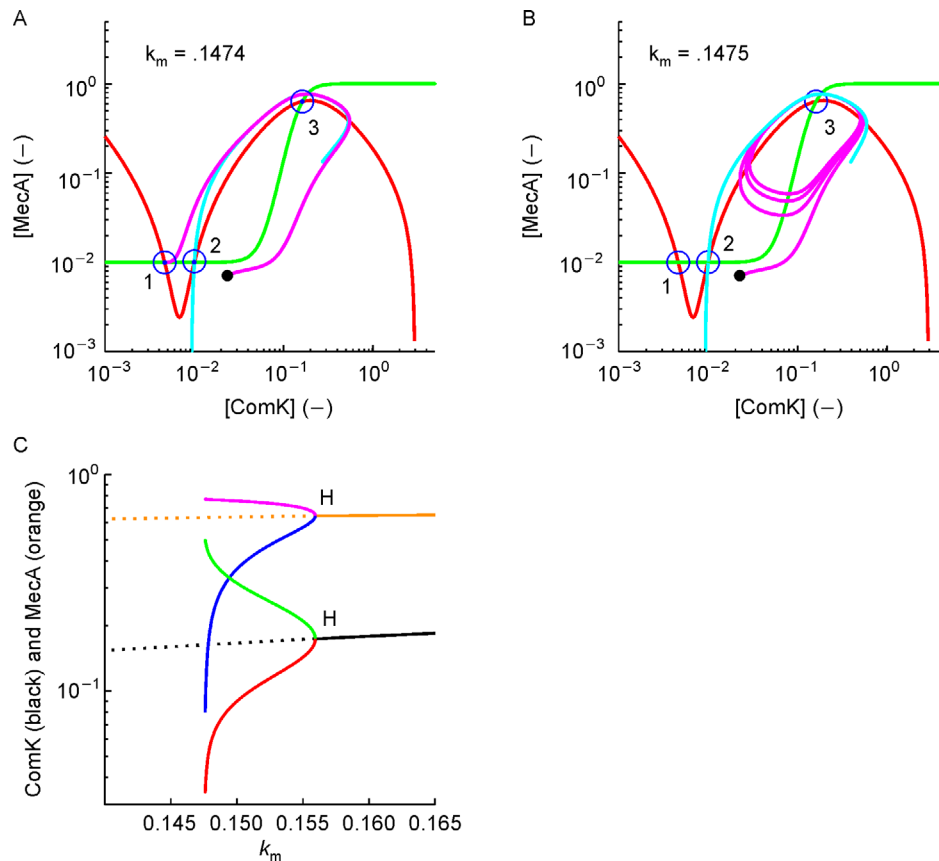 A
k_m = .1474
[MecA] (−)
10^0
10^−1
10^−2
10^−3
1
2
3
10^−3
10^−2
10^−1
10^0
[ComK] (−)
B
k_m = .1475
[MecA] (−)
10^0
10^−1
10^−2
10^−3
1
2
3
10^−3
10^−2
10^−1
10^0
[ComK] (−)
C
ComK (black) and MecA (orange)
10^0
10^−1
H
H
0.145
0.150
0.155
0.160
0.165
k_m